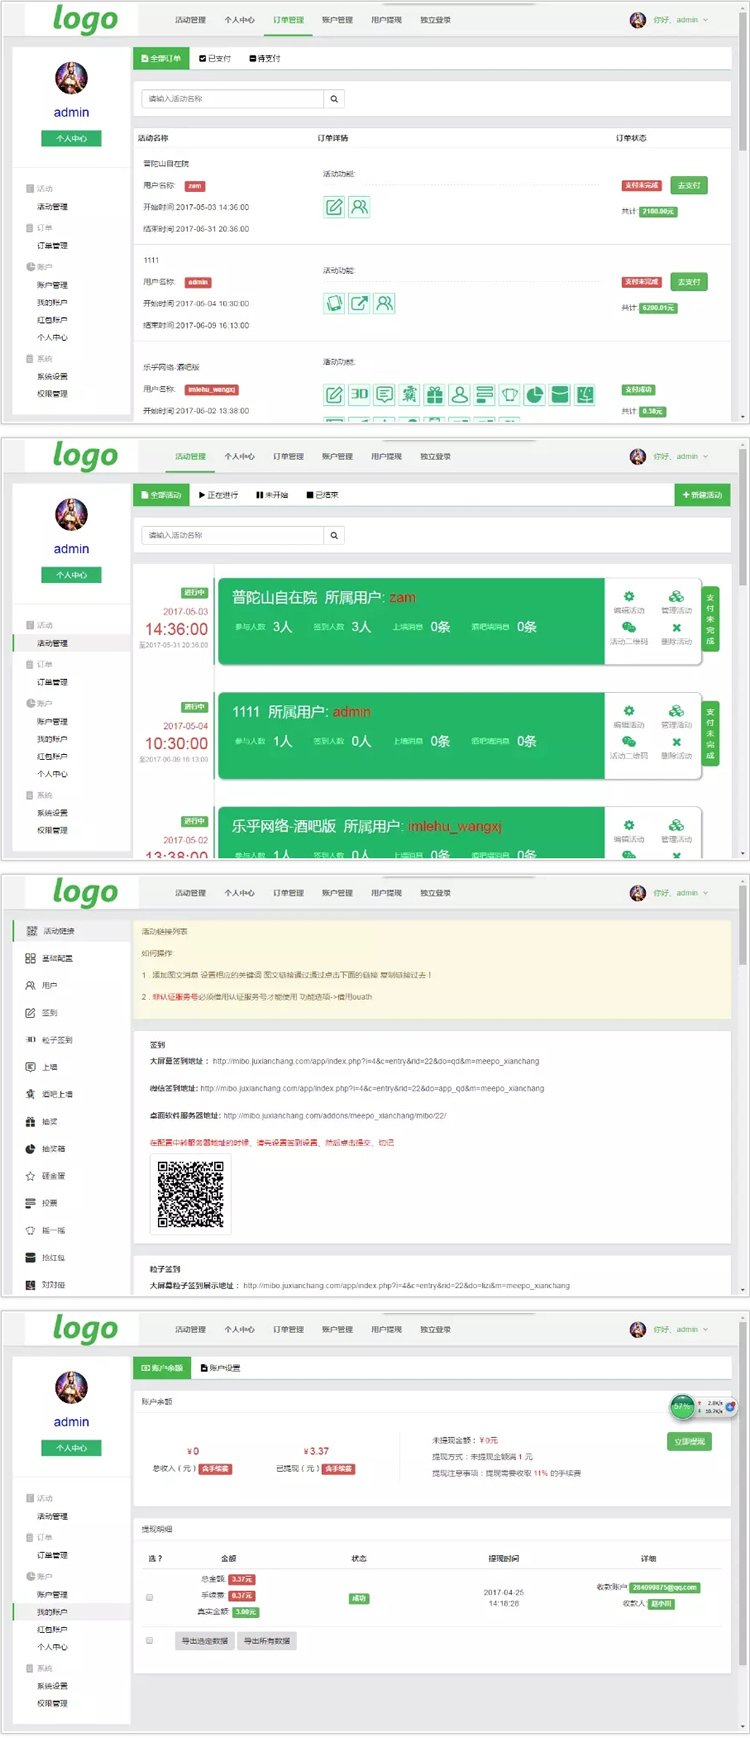 logo
活动管理 个人中心 订单管理 账户管理 用户提现 独立登录 你好、admin
全部订单 已支付 待支付
admin
个人中心
请输入活动名称
活动名称 订单详情 订单状态
普陀山自在院
用户名称: zam
开始时间:2017-05-03 14:36:00
结束时间:2017-05-31 20:36:00
活动功能:
支付未完成 去支付
共计: 2100.00元
1111
用户名称: admin
开始时间:2017-05-04 10:30:00
结束时间:2017-06-09 16:13:00
活动功能:
支付未完成 去支付
共计: 6200.01元
乐乎网络-酒吧版
用户名称: imlehu_wangxj
开始时间:2017-05-02 13:38:00
活动功能:
3D
支付成功
共计: 0.30元
活动
活动管理
订单
订单管理
账户
账户管理
我的账户
红包账户
个人中心
系统
系统设置
权限管理
logo
活动管理 个人中心 订单管理 账户管理 用户提现 独立登录 你好、admin
全部活动 正在进行 未开始 已结束 新建活动
admin
个人中心
请输入活动名称
进行中
2017-05-03
14:36:00
至2017-05-31 20:36:00
普陀山自在院 所属用户: zam
参与人数 3人 签到人数 3人 上墙消息 0条 酒吧墙消息 0条
编辑活动 管理活动
活动二维码 删除活动
支付未完成
进行中
2017-05-04
10:30:00
至2017-06-09 16:13:00
1111 所属用户: admin
参与人数 1人 签到人数 0人 上墙消息 0条 酒吧墙消息 0条
编辑活动 管理活动
活动二维码 删除活动
支付未完成
进行中
2017-05-02
13:38:00
乐乎网络-酒吧版 所属用户: imlehu_wangxj
参与人数 1人 签到人数 0人 上墙消息 0条 酒吧墙消息 0条
编辑活动 管理活动
活动
活动管理
订单
订单管理
账户
账户管理
我的账户
红包账户
个人中心
系统
系统设置
权限管理
logo
活动管理 个人中心 订单管理 账户管理 用户提现 独立登录 你好、admin
活动链接
基础配置
用户
签到
3D 粒子签到
上墙
酒吧上墙
抽奖
抽奖箱
砸金蛋
投票
摇一摇
抢红包
对对碰
活动链接列表
如何操作:
1 . 添加图文消息 设置相应的关键词 图文链接请过通过点击下面的链接 复制链接过去！
2 . 非认证服务号必须借用认证服务号才能使用 功能选项->借用ouath
签到
大屏幕签到地址： http://mibo.juxianchang.com/app/index.php?i=4&c=entry&rid=22&do=qd&m=meepo_xianchang
微信签到地址: http://mibo.juxianchang.com/app/index.php?i=4&c=entry&rid=22&do=app_qd&m=meepo_xianchang
桌面软件服务器地址: http://mibo.juxianchang.com/addons/meepo_xianchang/mibo/22/
在配置中转服务器地址的时候、请先设置签到设置、然后点击提交、切记
粒子签到
大屏幕粒子签到展示地址： http://mibo.juxianchang.com/app/index.php?i=4&c=entry&rid=22&do=lizi&m=meepo_xianchang
logo
活动管理 个人中心 订单管理 账户管理 用户提现 独立登录 你好、admin
账户余额 账户设置
admin
个人中心
账户余额
￥0
总收入（元）含手续费
￥3.37
已提现（元）含手续费
未提现金额：￥0元
提现方式：未提现金额满 1 元
提现注意事项：提现需要收取 11% 的手续费
立即提现
57%
提现明细
选？ 金额 状态 提现时间 详细
总金额: 3.37元
手续费: 0.37元
真实金额: 3.00元
成功
2017-04-25
14:18:28
收款账户: 284099875@qq.com
收款人: 赵小川
导出选定数据 导出所有数据
活动
活动管理
订单
订单管理
账户
账户管理
我的账户
红包账户
个人中心
系统
系统设置
权限管理